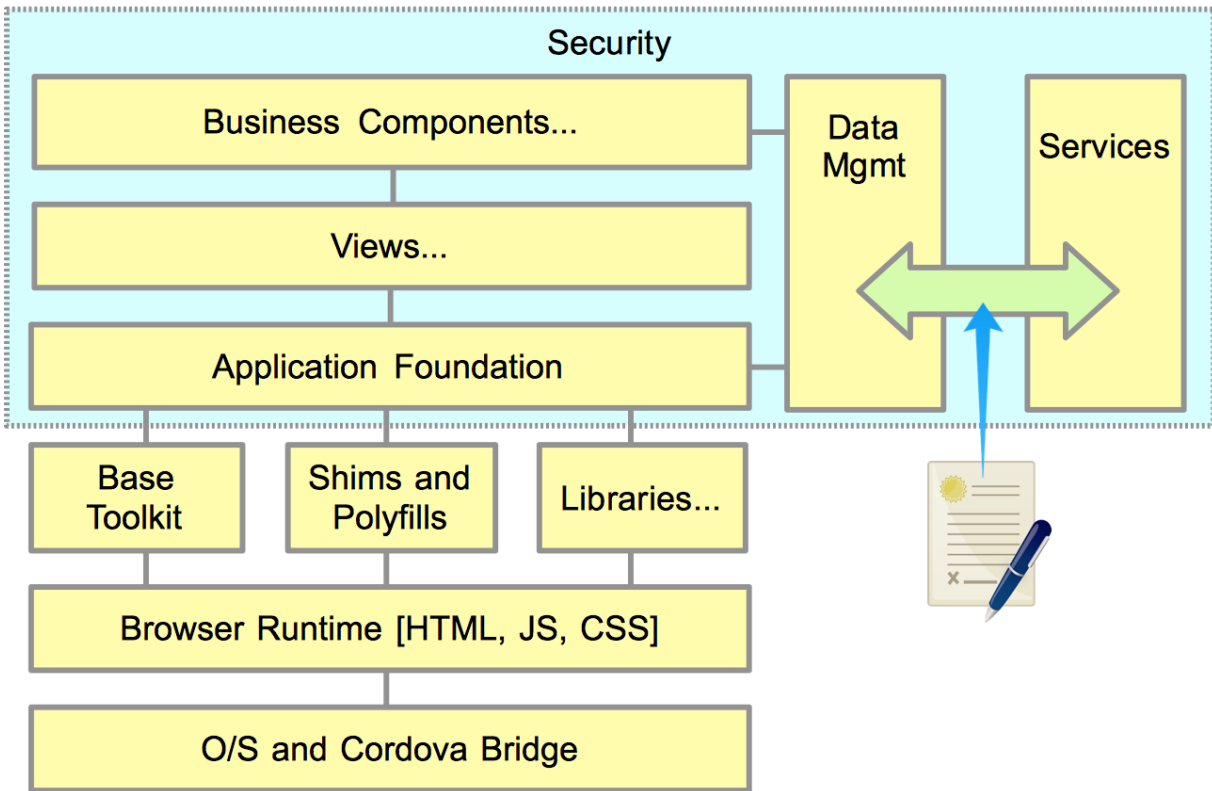 Security
Business Components...
Data
Mgmt
Services
Views...
Application Foundation
Base
Toolkit
Shims and
Polyfills
Libraries...
Browser Runtime [HTML, JS, CSS]
O/S and Cordova Bridge